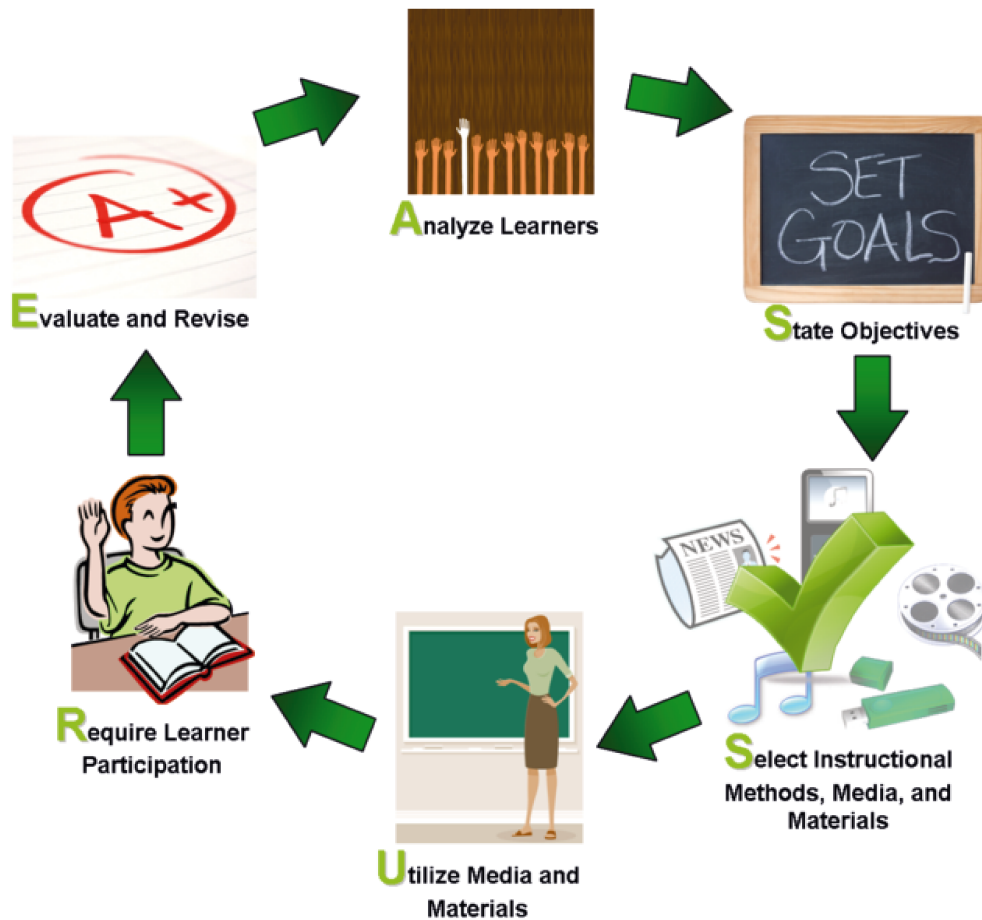 Analyze Learners
SET
GOALS
State Objectives
NEWS
Select Instructional
Methods, Media, and
Materials
Utilize Media and
Materials
Require Learner
Participation
A+
Evaluate and Revise